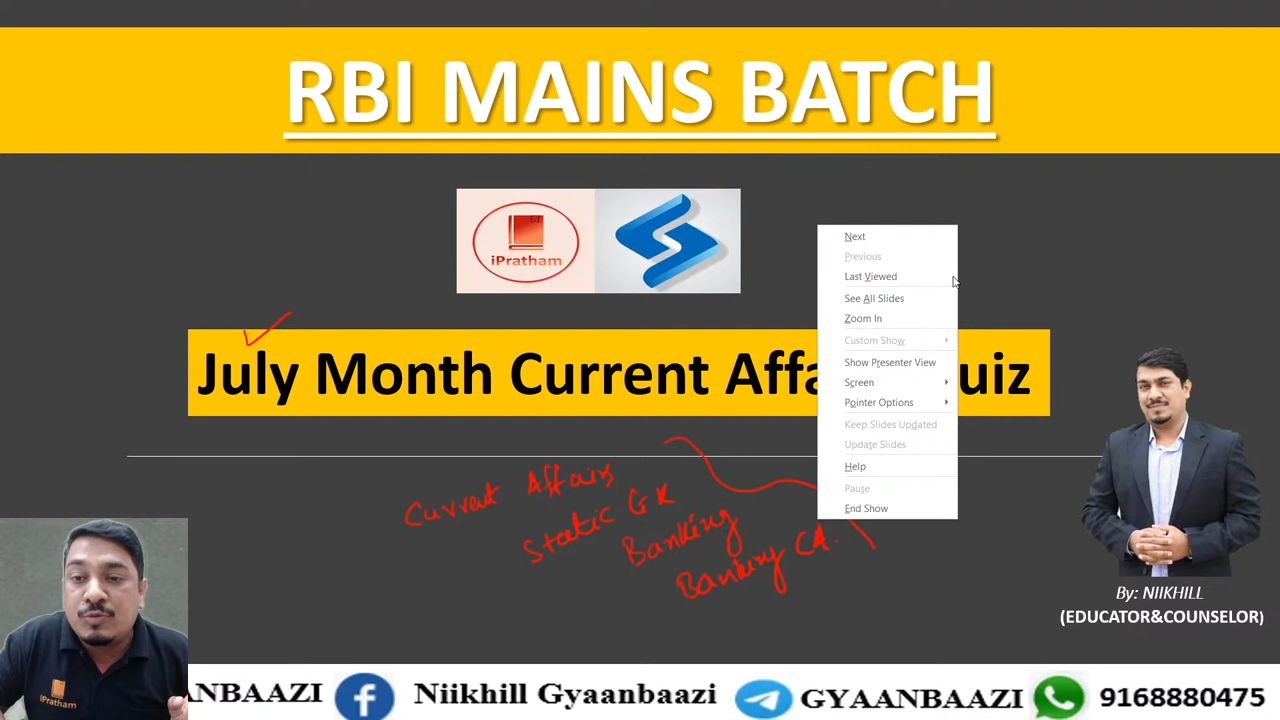 RBI MAINS BATCH
iPratham
July Month Current Affa uiz
Next
Previous
Last Viewed
See All Slides
Zoom In
Custom Show
Show Presenter View
Screen
Pointer Options
Keep Slides Updated
Update Slides
Help
Pause
End Show
Current Affairs
Static GK
Banking
Banking CA.
By: NIIKHILL
(EDUCATOR&COUNSELOR)
iPratham
ANBAAZI Niikhill Gyaanbaazi GYAANBAAZI 9168880475